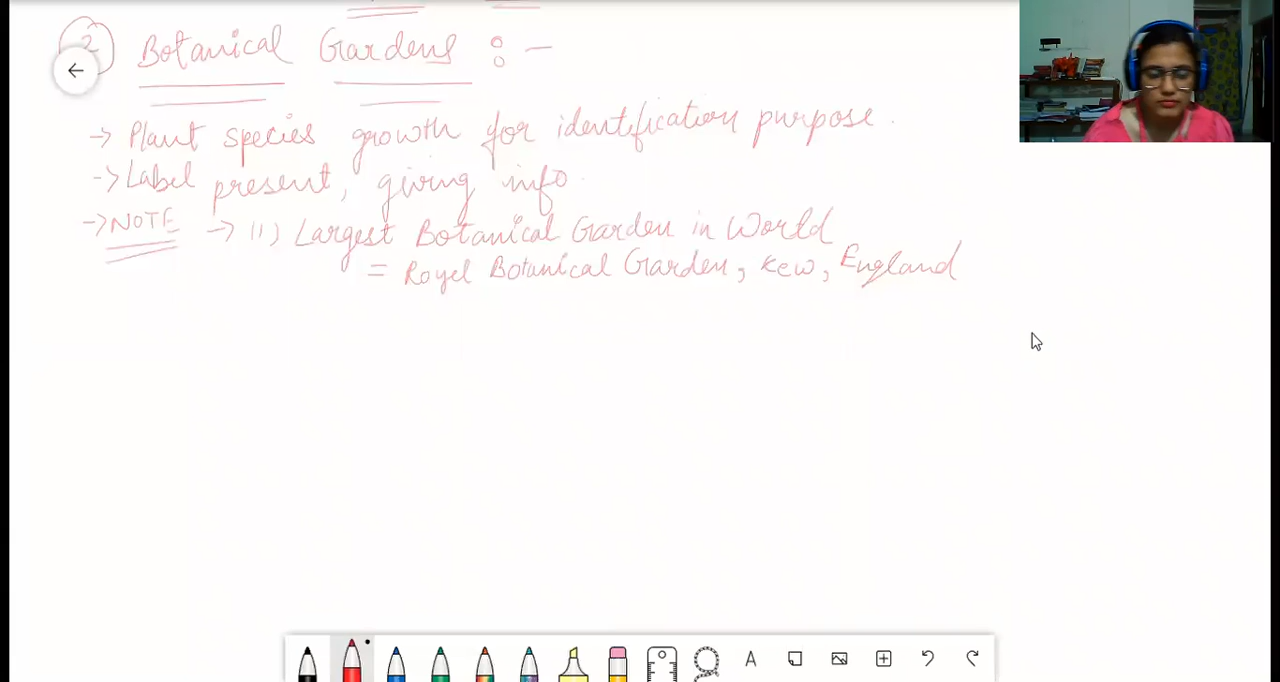 2 Botanical Gardens : -
-> Plant species growth for identification purpose.
-> Label present, giving info.
-> NOTE -> (1) Largest Botanical Garden in World
= Royel Botanical Garden, Kew, England
A